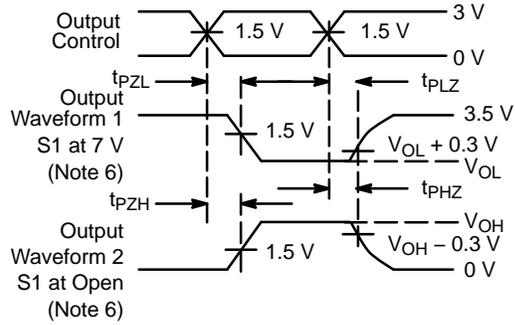 Output
Control
1.5 V
1.5 V
3 V
0 V
tPZL
tPLZ
Output
Waveform 1
S1 at 7 V
(Note 6)
1.5 V
3.5 V
VOL + 0.3 V
VOL
tPZH
tPHZ
Output
Waveform 2
S1 at Open
(Note 6)
1.5 V
VOH
VOH – 0.3 V
0 V